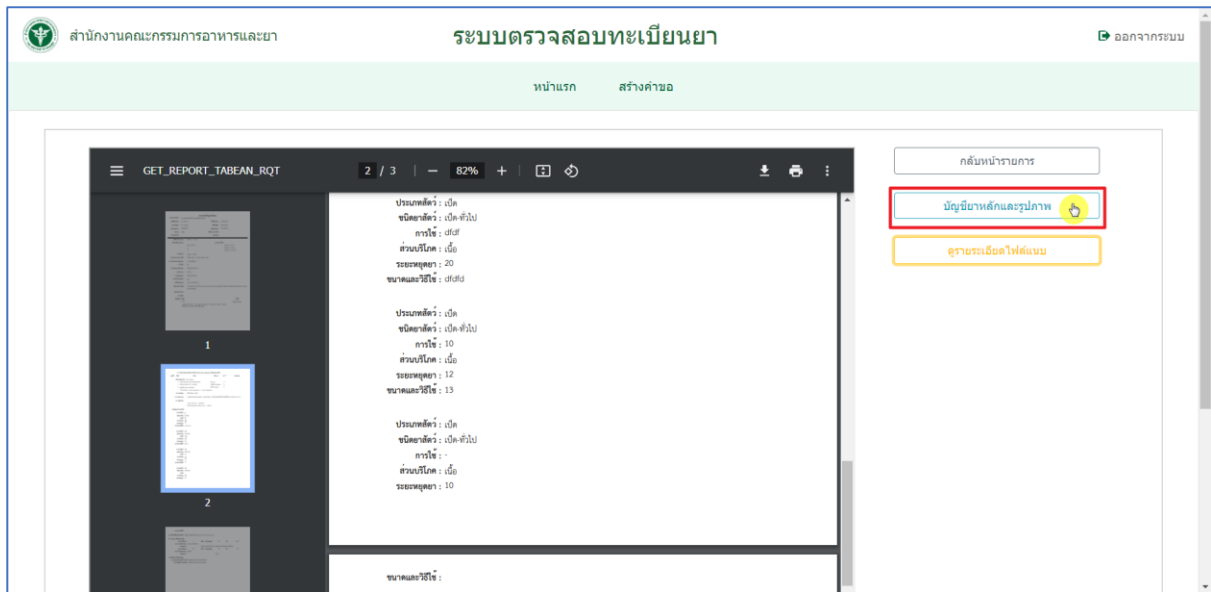 สำนักงานคณะกรรมการอาหารและยา
ระบบตรวจสอบทะเบียนยา
ออกจากระบบ
หน้าแรก
สร้างคำขอ
GET_REPORT_TABEAN_RQT
2 / 3
82%
กลับหน้ารายการ
บัญชียาหลักและรูปภาพ
ดูรายระเอียดไฟล์แนบ
1
2
ประเภทสัตว์ : เป็ด
ชนิดยาสัตว์ : เป็ด-ทั่วไป
การใช้ : dfdf
ส่วนบริโภค : เนื้อ
ระยะหยุดยา : 20
ขนาดและวิธีใช้ : dfdfd
ประเภทสัตว์ : เป็ด
ชนิดยาสัตว์ : เป็ด-ทั่วไป
การใช้ : 10
ส่วนบริโภค : เนื้อ
ระยะหยุดยา : 12
ขนาดและวิธีใช้ : 13
ประเภทสัตว์ : เป็ด
ชนิดยาสัตว์ : เป็ด-ทั่วไป
การใช้ : -
ส่วนบริโภค : เนื้อ
ระยะหยุดยา : 10
ขนาดและวิธีใช้ :